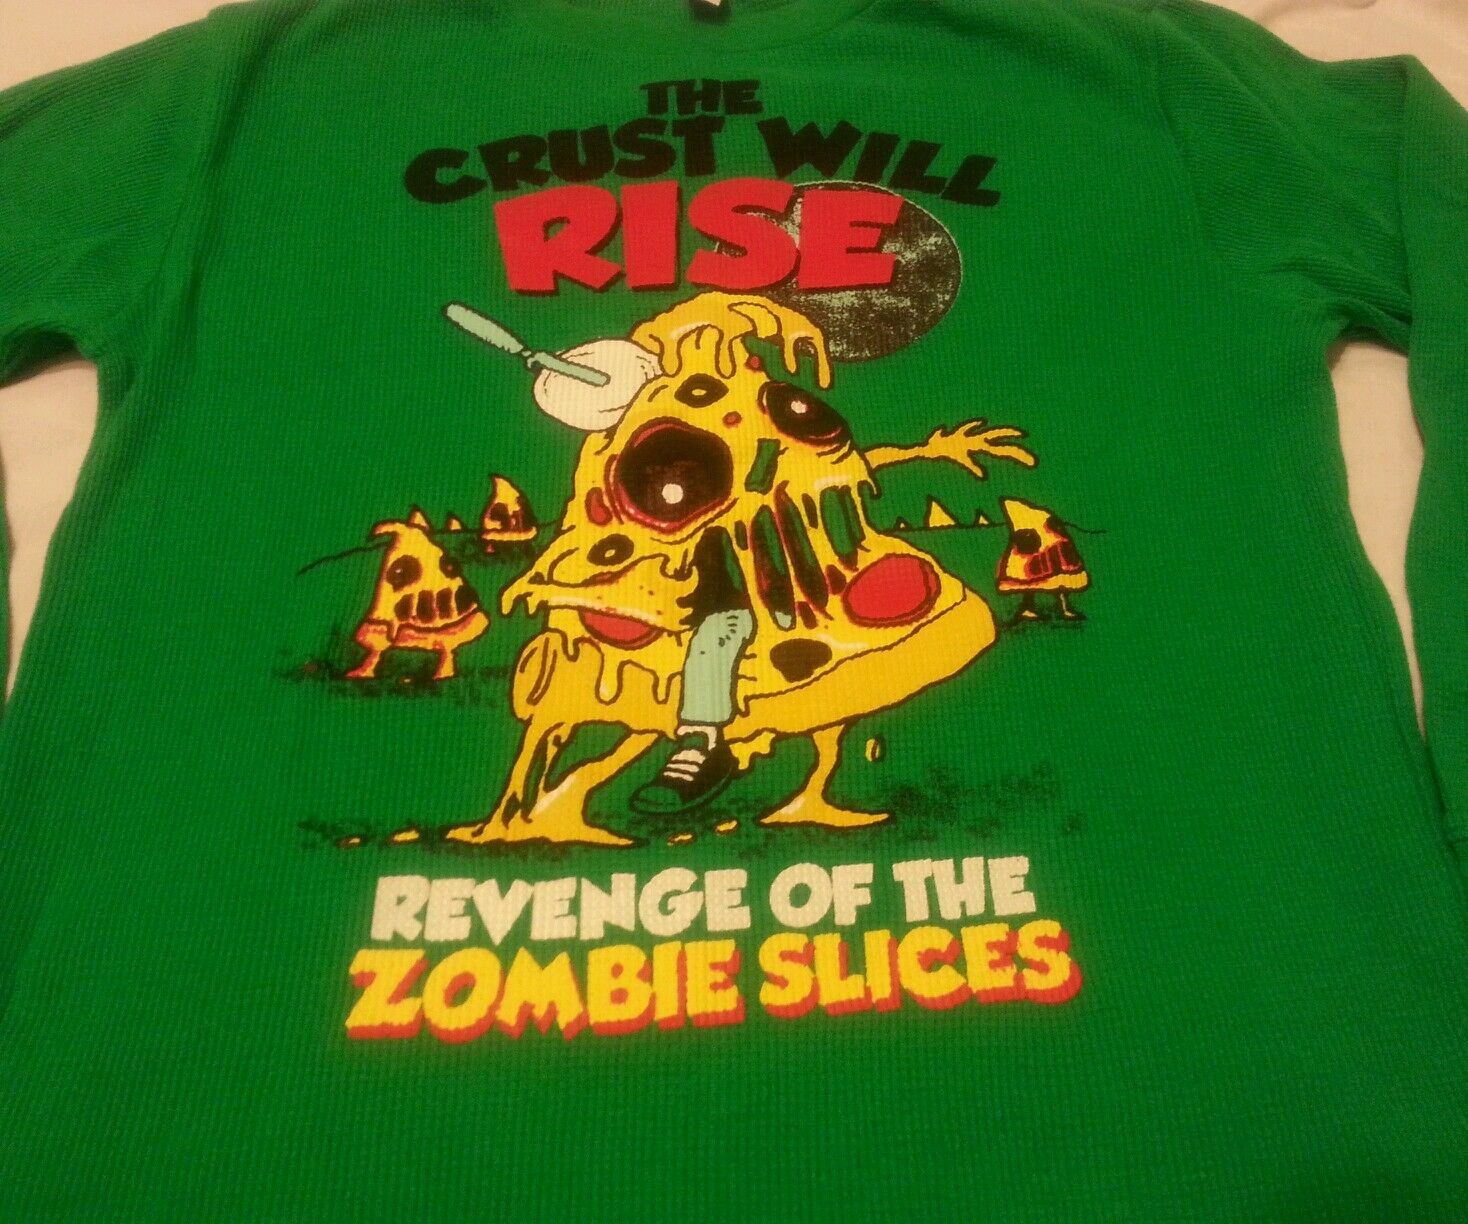 THE
CRUST WILL
RISE
REVENGE OF THE
ZOMBIE SLICES